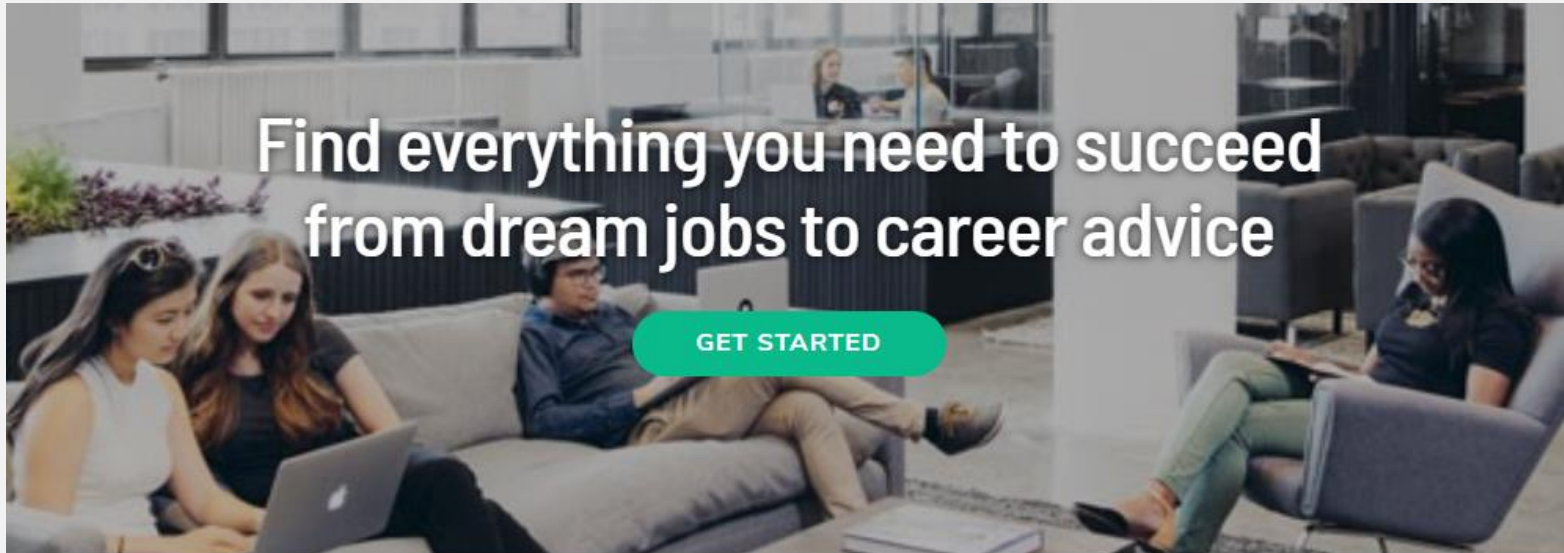 Find everything you need to succeed
from dream jobs to career advice
GET STARTED